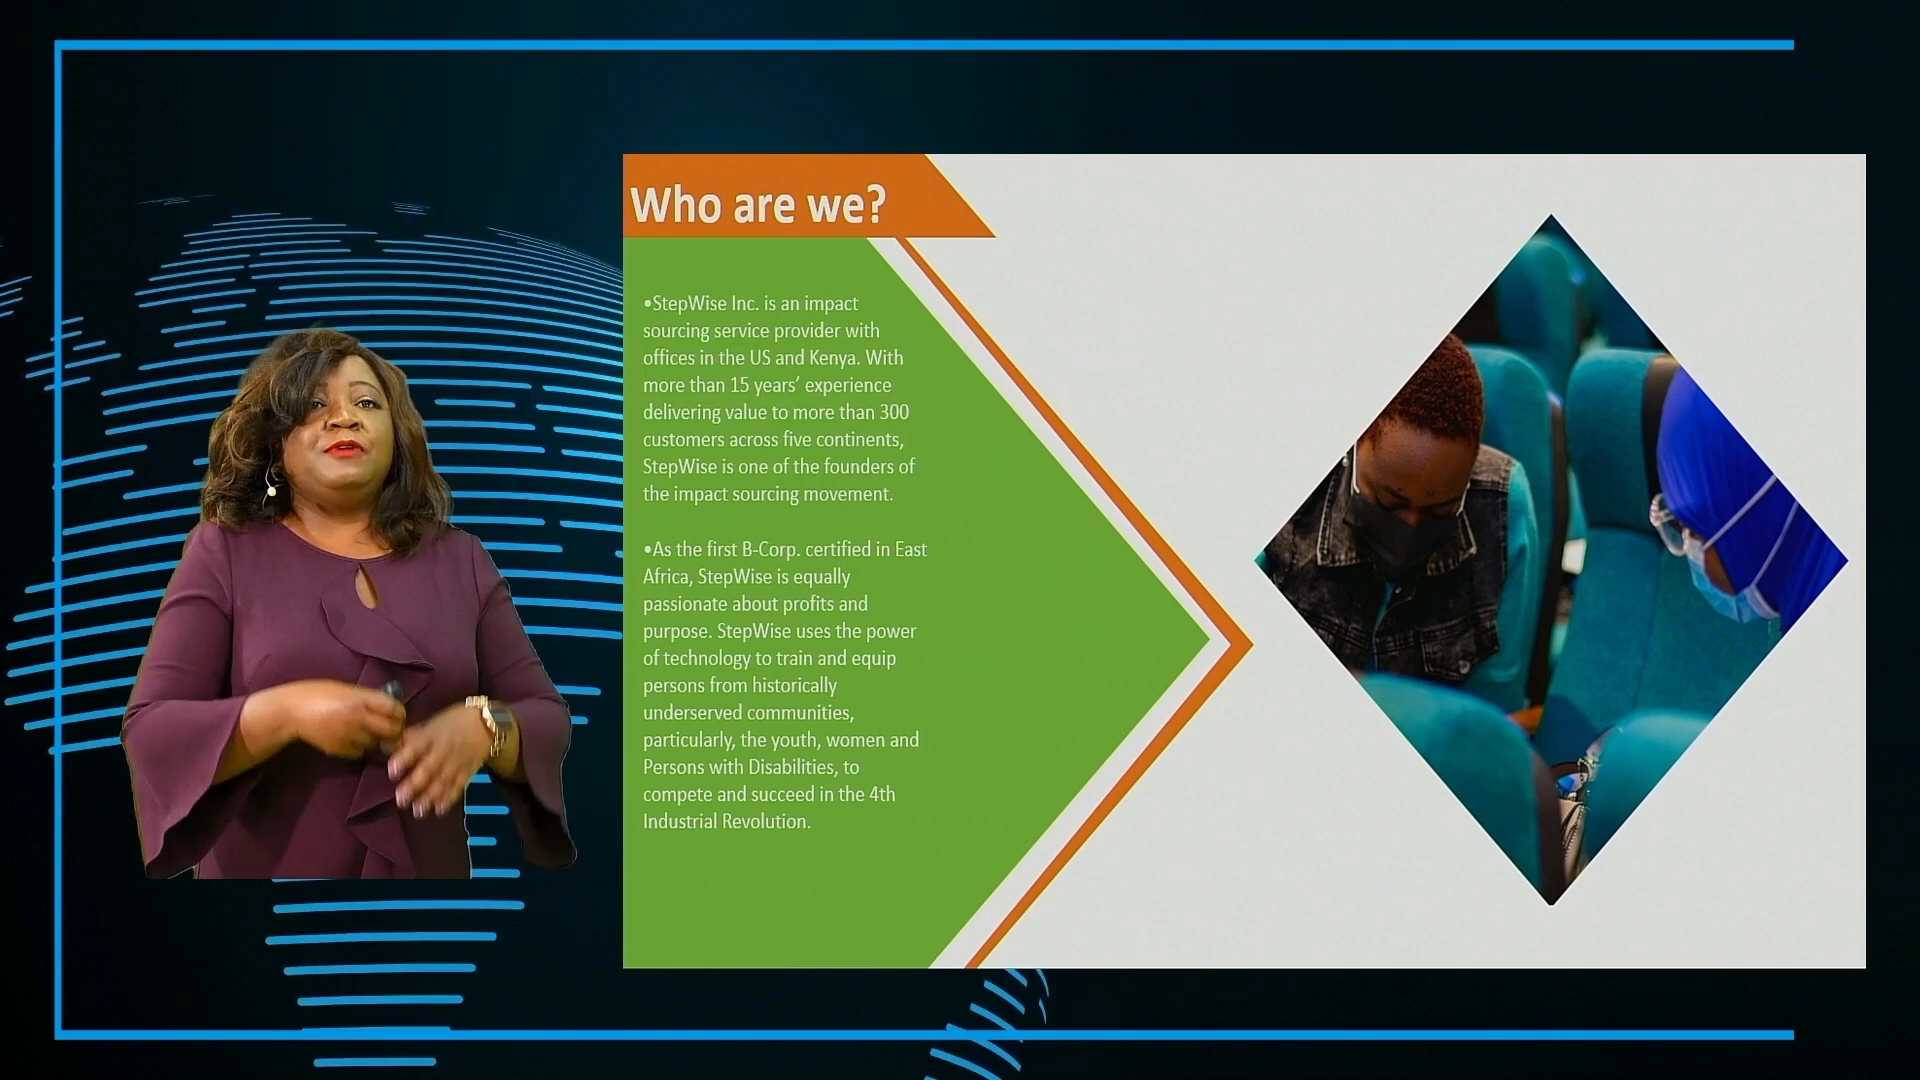 Who are we?
•StepWise Inc. is an impact
sourcing service provider with
offices in the US and Kenya. With
more than 15 years’ experience
delivering value to more than 300
customers across five continents,
StepWise is one of the founders of
the impact sourcing movement.
•As the first B-Corp. certified in East
Africa, StepWise is equally
passionate about profits and
purpose. StepWise uses the power
of technology to train and equip
persons from historically
underserved communities,
particularly, the youth, women and
Persons with Disabilities, to
compete and succeed in the 4th
Industrial Revolution.